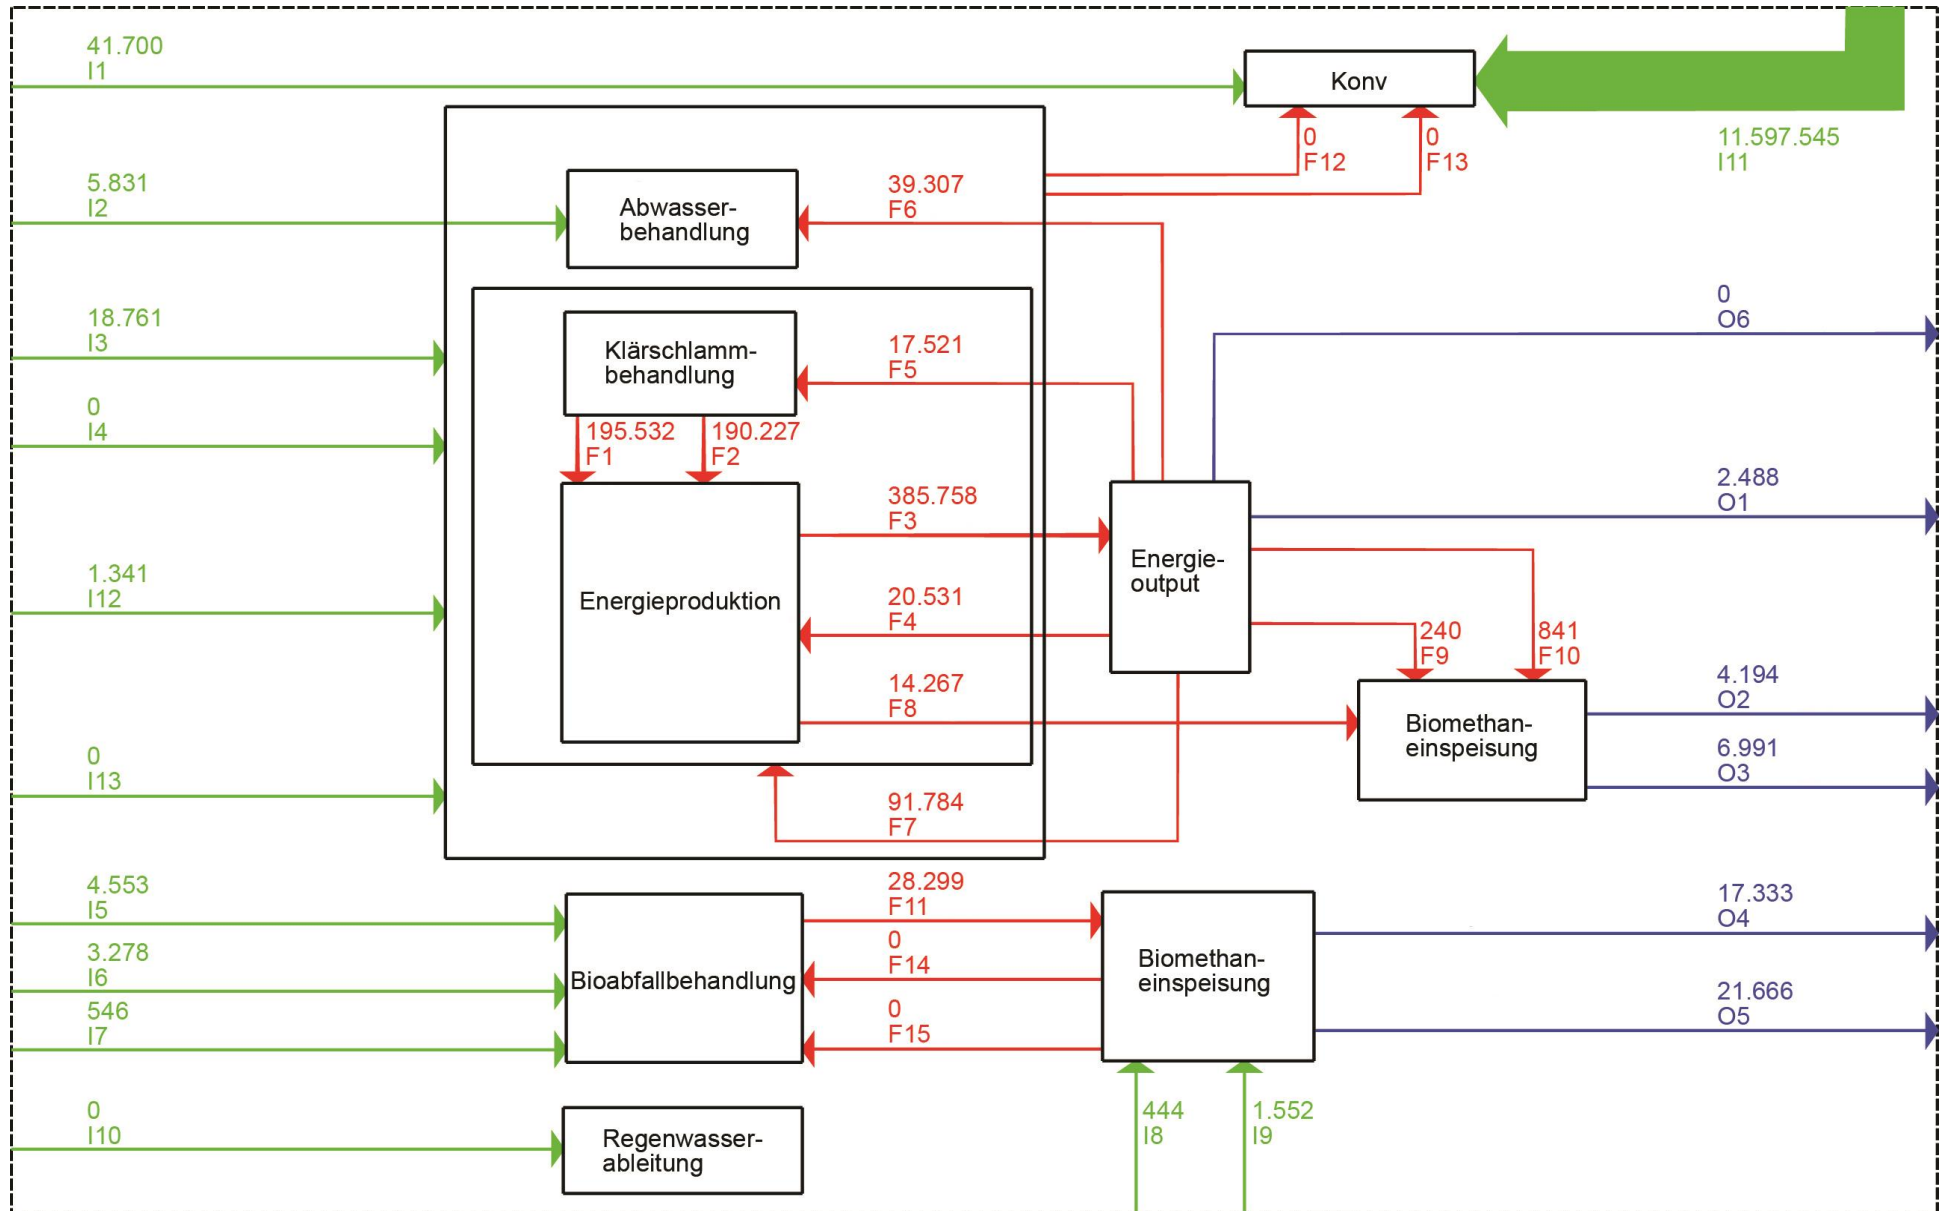 41.700
I1
Konv
11.597.545
I11
0
F12
0
F13
5.831
I2
Abwasser-
behandlung
39.307
F6
0
O6
18.761
I3
Klärschlamm-
behandlung
17.521
F5
0
I4
195.532
F1
190.227
F2
385.758
F3
2.488
O1
Energie-
output
1.341
I12
Energieproduktion
20.531
F4
240
F9
841
F10
14.267
F8
4.194
O2
Biomethan-
einspeisung
6.991
O3
0
I13
91.784
F7
4.553
I5
28.299
F11
17.333
O4
3.278
I6
Bioabfallbehandlung
0
F14
Biomethan-
einspeisung
546
I7
0
F15
21.666
O5
0
I10
Regenwasser-
ableitung
444
I8
1.552
I9